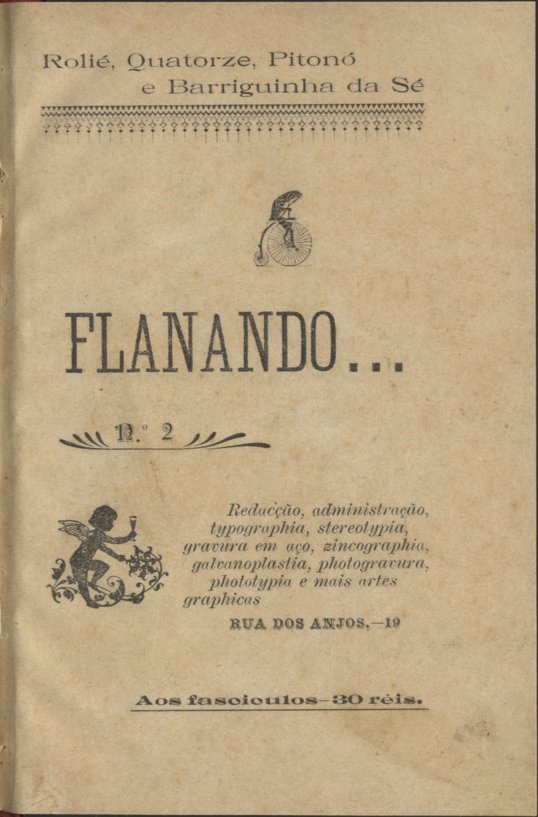 Rolié, Quatorze, Pitonó
e Barriguinha da Sé
FLANANDO...
N.º 2
Redacção, administração,
typographia, stereotypia,
gravura em aço, zincographia,
galvanoplastia, photogravura,
phototypia e mais artes
graphicas
RUA DOS ANJOS,—19
Aos fasciculos—30 réis.